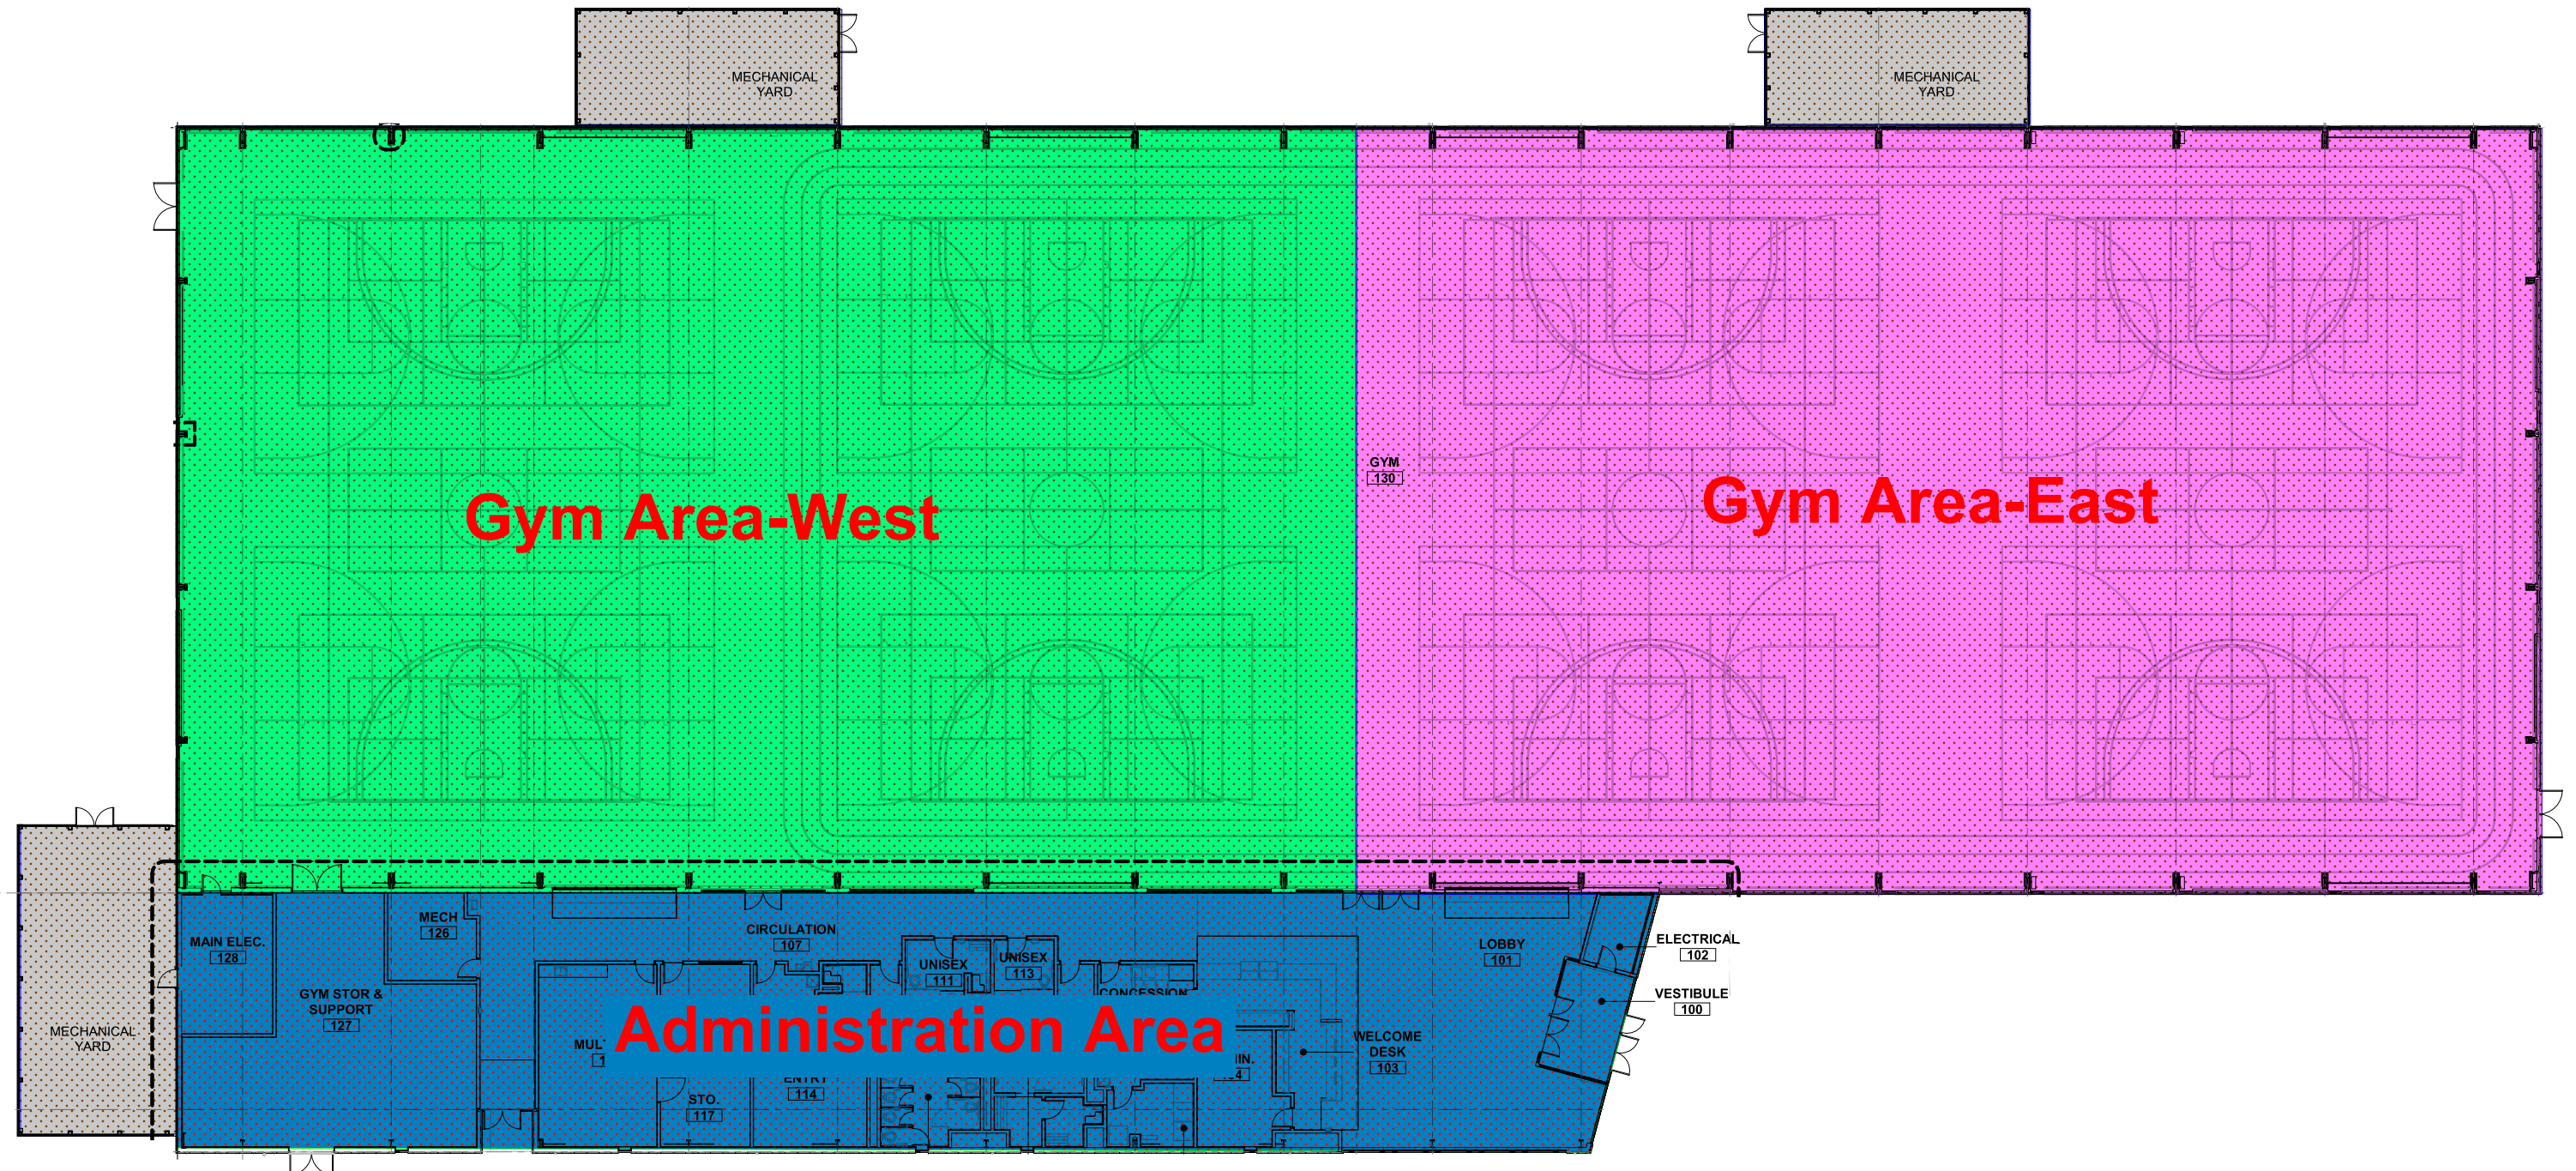 MECHANICAL
YARD
MECHANICAL
YARD
GYM
130
Gym Area-West
Gym Area-East
MAIN ELEC.
128
MECH
126
CIRCULATION
107
UNISEX
111
UNISEX
113
LOBBY
101
ELECTRICAL
102
GYM STOR &
SUPPORT
127
CONCESSION
VESTIBULE
100
MECHANICAL
YARD
Administration Area
WELCOME
DESK
103
ENTRY
114
STO.
117